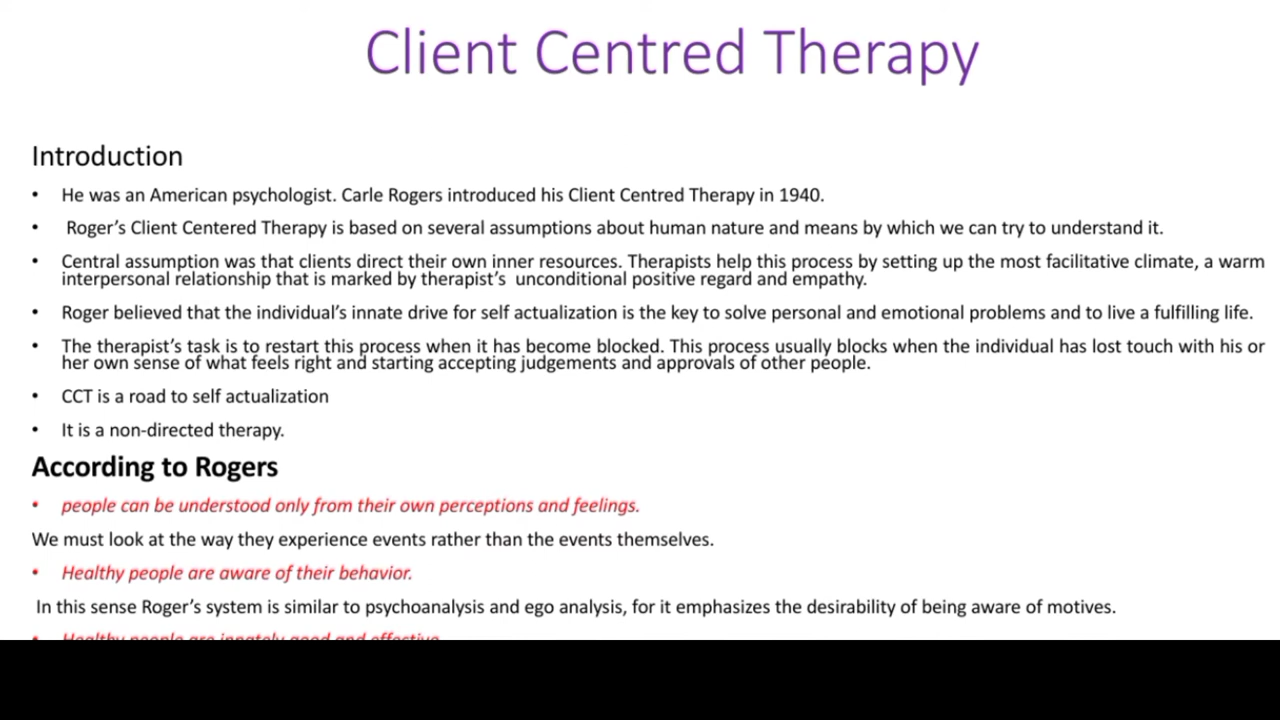 Client Centred Therapy
Introduction
• He was an American psychologist. Carle Rogers introduced his Client Centred Therapy in 1940.
• Roger’s Client Centered Therapy is based on several assumptions about human nature and means by which we can try to understand it.
• Central assumption was that clients direct their own inner resources. Therapists help this process by setting up the most facilitative climate, a warm
interpersonal relationship that is marked by therapist’s unconditional positive regard and empathy.
• Roger believed that the individual’s innate drive for self actualization is the key to solve personal and emotional problems and to live a fulfilling life.
• The therapist’s task is to restart this process when it has become blocked. This process usually blocks when the individual has lost touch with his or
her own sense of what feels right and starting accepting judgements and approvals of other people.
• CCT is a road to self actualization
• It is a non-directed therapy.
According to Rogers
• people can be understood only from their own perceptions and feelings.
We must look at the way they experience events rather than the events themselves.
• Healthy people are aware of their behavior.
In this sense Roger’s system is similar to psychoanalysis and ego analysis, for it emphasizes the desirability of being aware of motives.
• Healthy people are innately good and effective